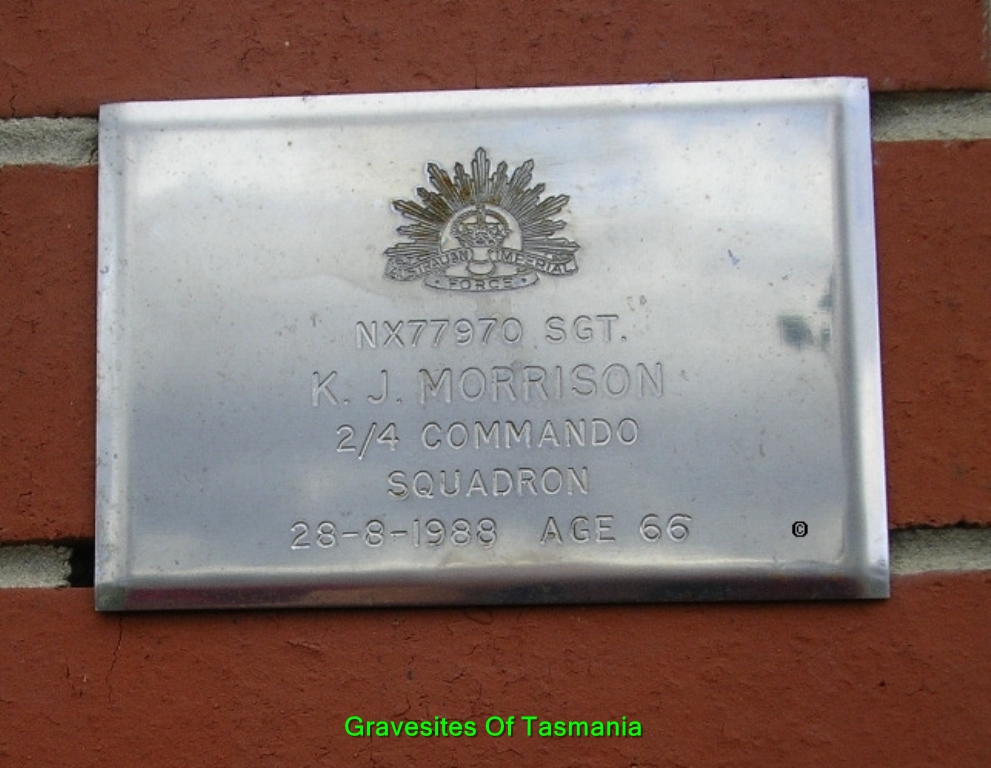 AUSTRALIAN IMPERIAL
FORCE
NX77970 SGT.
K. J. MORRISON
2/4 COMMANDO
SQUADRON
28-8-1988 AGE 66
©
Gravesites Of Tasmania